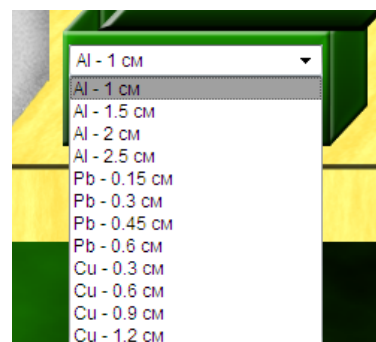 Al - 1 см
Al - 1 см
Al - 1.5 см
Al - 2 см
Al - 2.5 см
Pb - 0.15 см
Pb - 0.3 см
Pb - 0.45 см
Pb - 0.6 см
Cu - 0.3 см
Cu - 0.6 см
Cu - 0.9 см
Cu - 1.2 см